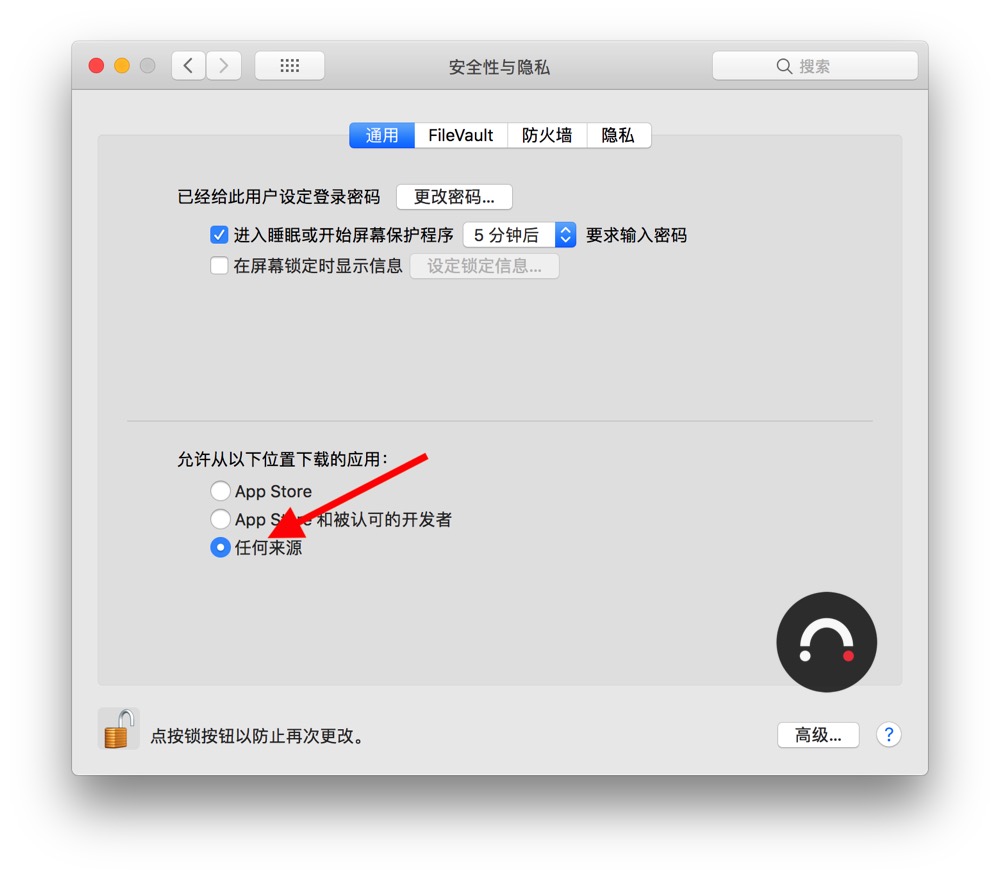 安全性与隐私
搜索
通用 FileVault 防火墙 隐私
已经给此用户设定登录密码 更改密码...
进入睡眠或开始屏幕保护程序 5 分钟后 要求输入密码
在屏幕锁定时显示信息 设定锁定信息...
允许从以下位置下载的应用：
App Store
App Store 和被认可的开发者
任何来源
点按锁按钮以防止再次更改。
高级... ?